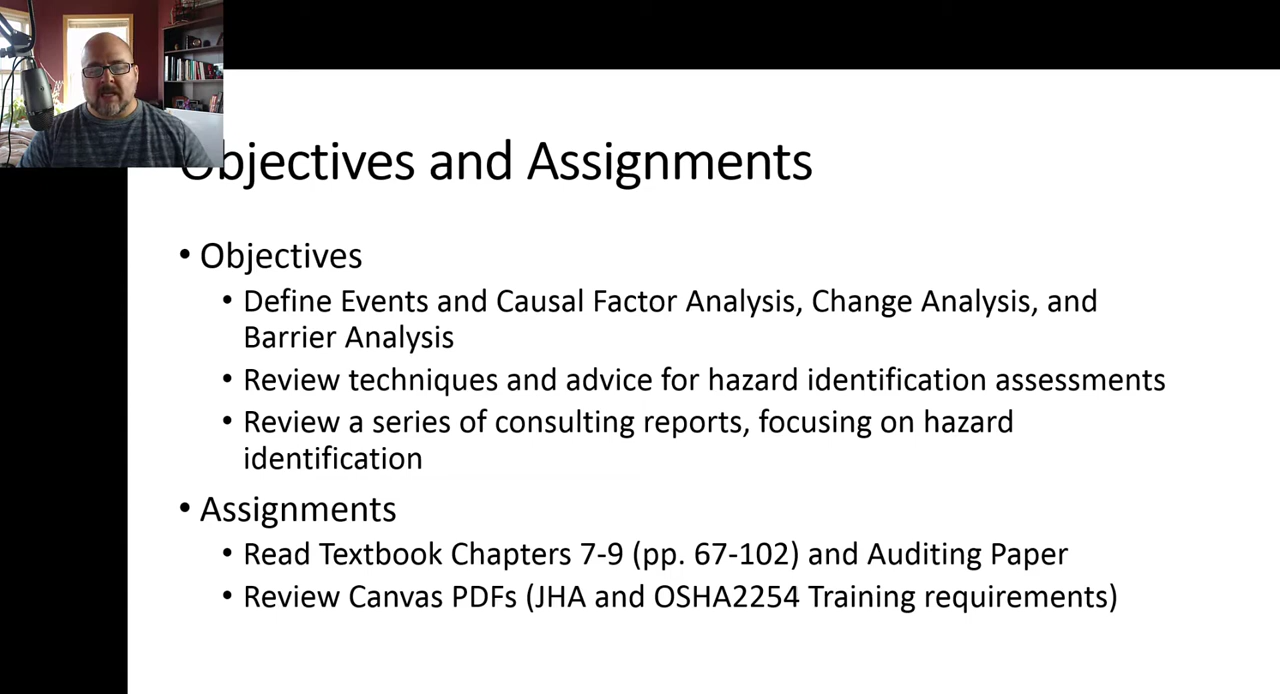 Objectives and Assignments
• Objectives
• Define Events and Causal Factor Analysis, Change Analysis, and
Barrier Analysis
• Review techniques and advice for hazard identification assessments
• Review a series of consulting reports, focusing on hazard
identification
• Assignments
• Read Textbook Chapters 7-9 (pp. 67-102) and Auditing Paper
• Review Canvas PDFs (JHA and OSHA2254 Training requirements)